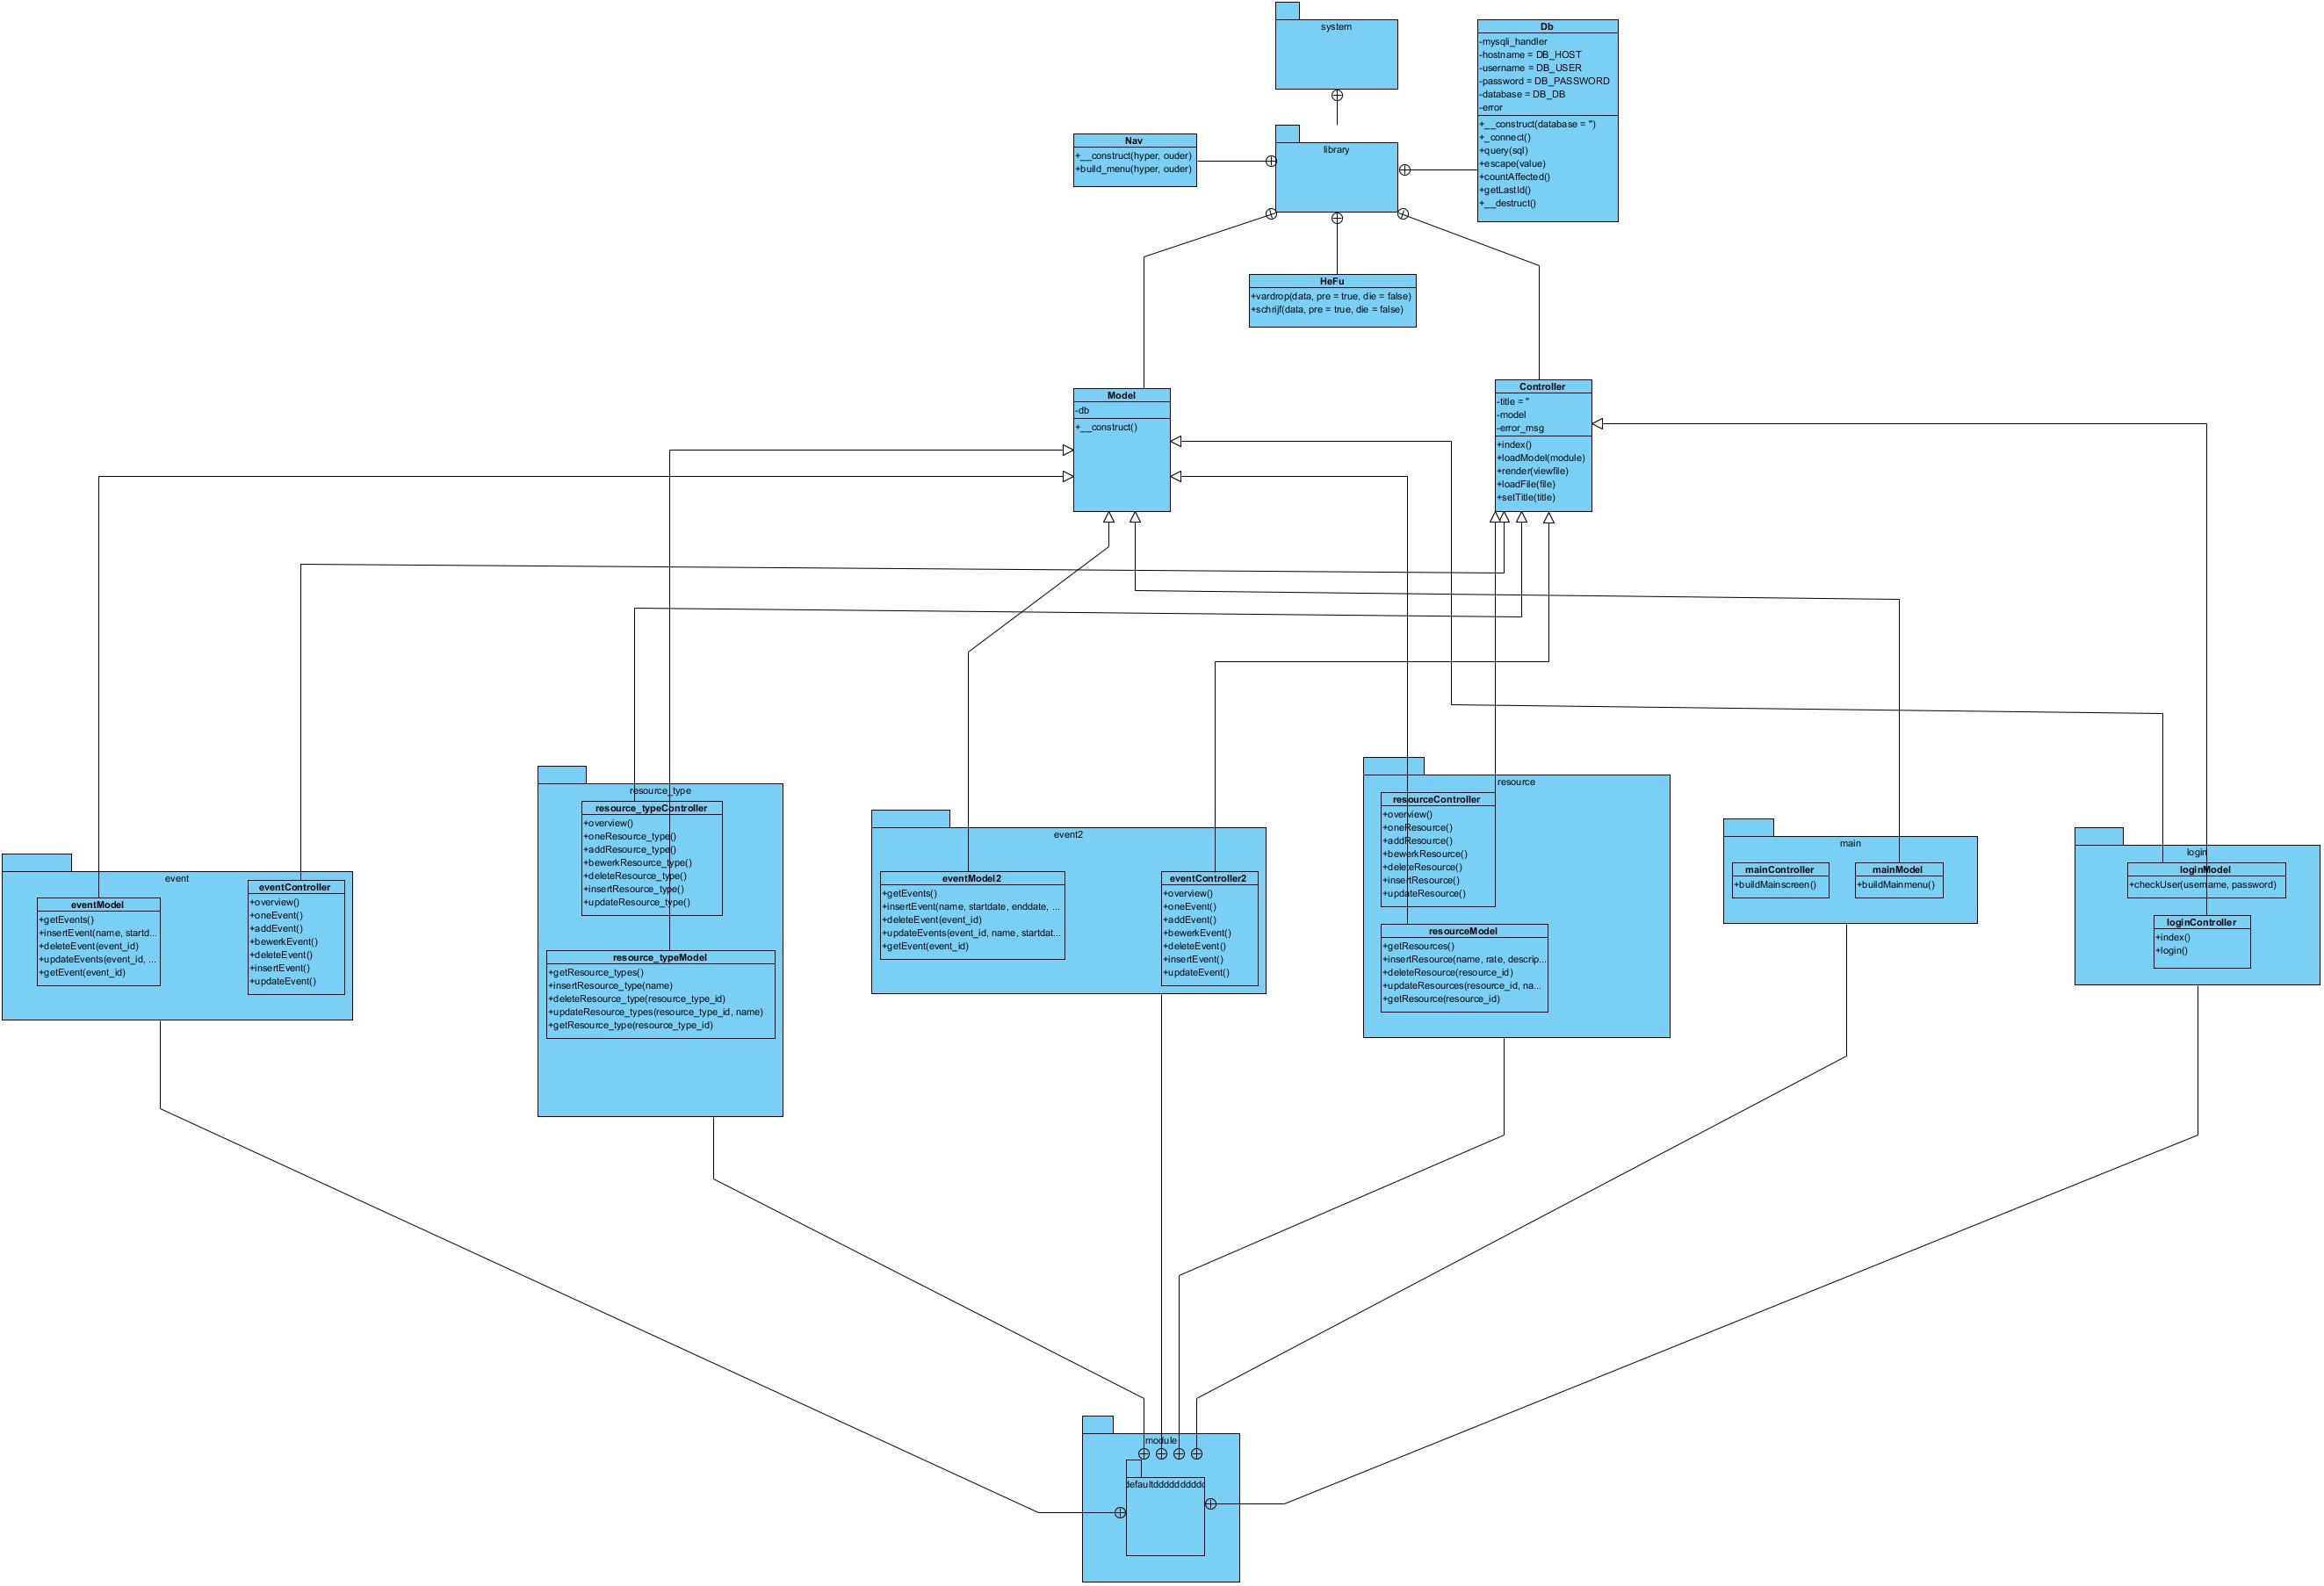 system
Db
-mysqli_handler
-hostname = DB_HOST
-username = DB_USER
-password = DB_PASSWORD
-database = DB_DB
-error
+__construct(database = '')
+_connect()
+query(sql)
+escape(value)
+countAffected()
+getLastId()
+__destruct()
Nav
+__construct(hyper, ouder)
+build_menu(hyper, ouder)
library
HeFu
+vardrop(data, pre = true, die = false)
+schrijf(data, pre = true, die = false)
Model
-db
+__construct()
Controller
-title = ''
-model
-error_msg
+index()
+loadModel(module)
+render(viewfile)
+loadFile(file)
+setTitle(title)
event
eventModel
+getEvents()
+insertEvent(name, startd...
+deleteEvent(event_id)
+updateEvents(event_id, ...
+getEvent(event_id)
eventController
+overview()
+oneEvent()
+addEvent()
+bewerkEvent()
+deleteEvent()
+insertEvent()
+updateEvent()
resource_type
resource_typeController
+overview()
+oneResource_type()
+addResource_type()
+bewerkResource_type()
+deleteResource_type()
+insertResource_type()
+updateResource_type()
resource_typeModel
+getResource_types()
+insertResource_type(name)
+deleteResource_type(resource_type_id)
+updateResource_types(resource_type_id, name)
+getResource_type(resource_type_id)
event2
eventModel2
+getEvents()
+insertEvent(name, startdate, enddate, ...
+deleteEvent(event_id)
+updateEvents(event_id, name, startdat...
+getEvent(event_id)
eventController2
+overview()
+oneEvent()
+addEvent()
+bewerkEvent()
+deleteEvent()
+insertEvent()
+updateEvent()
resource
resourceController
+overview()
+oneResource()
+addResource()
+bewerkResource()
+deleteResource()
+insertResource()
+updateResource()
resourceModel
+getResources()
+insertResource(name, rate, descrip...
+deleteResource(resource_id)
+updateResources(resource_id, na...
+getResource(resource_id)
main
mainController
+buildMainscreen()
mainModel
+buildMainmenu()
login
loginModel
+checkUser(username, password)
loginController
+index()
+login()
module